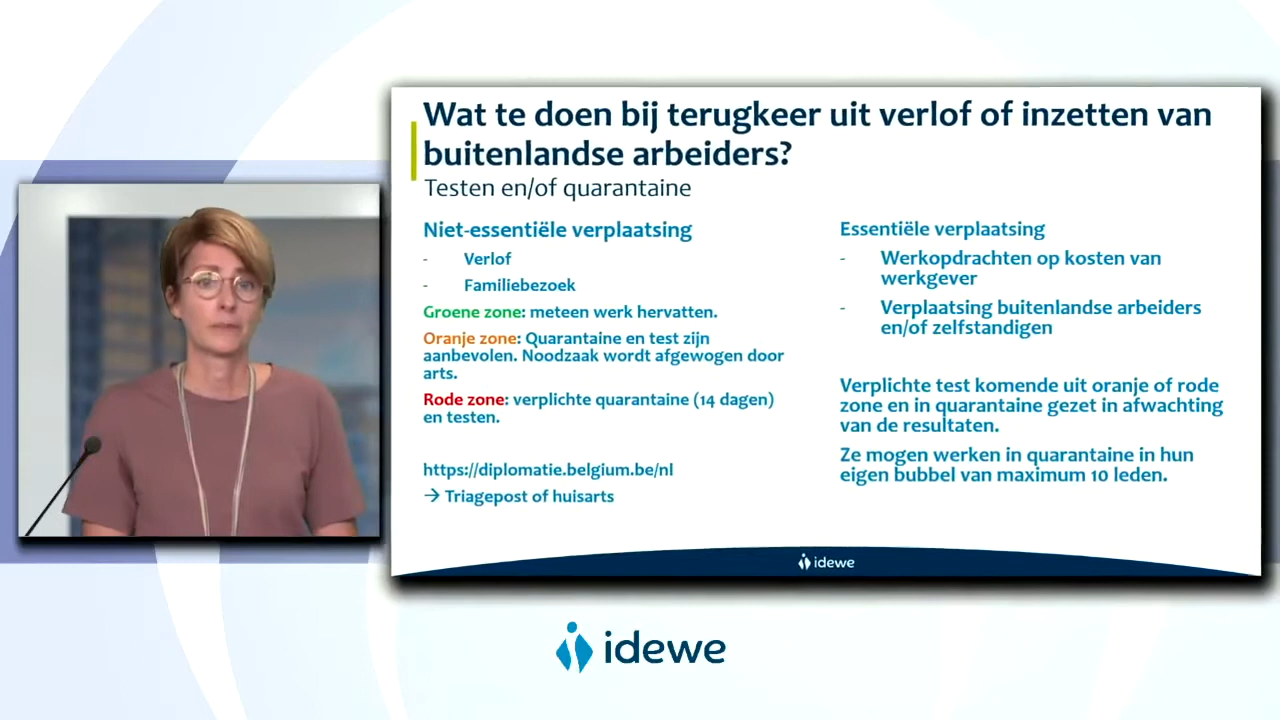 Wat te doen bij terugkeer uit verlof of inzetten van
buitenlandse arbeiders?
Testen en/of quarantaine
Niet-essentiële verplaatsing
- Verlof
- Familiebezoek
Groene zone: meteen werk hervatten.
Oranje zone: Quarantaine en test zijn
aanbevolen. Noodzaak wordt afgewogen door
arts.
Rode zone: verplichte quarantaine (14 dagen)
en testen.
https://diplomatie.belgium.be/nl
→ Triagepost of huisarts
Essentiële verplaatsing
- Werkopdrachten op kosten van
werkgever
- Verplaatsing buitenlandse arbeiders
en/of zelfstandigen
Verplichte test komende uit oranje of rode
zone en in quarantaine gezet in afwachting
van de resultaten.
Ze mogen werken in quarantaine in hun
eigen bubbel van maximum 10 leden.
idewe
idewe